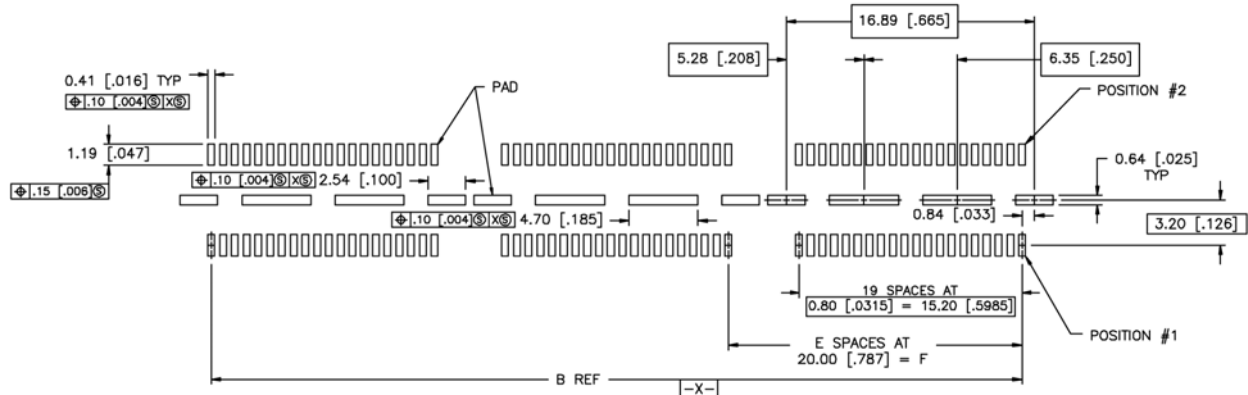 16.89 [.665]
5.28 [.208]
6.35 [.250]
0.41 [.016] TYP
⌖ .10 [.004]Ⓢ XⓈ
PAD
POSITION #2
1.19 [.047]
0.64 [.025]
TYP
⌖ .10 [.004]Ⓢ XⓈ 2.54 [.100]
⌖ .15 [.006]Ⓢ
⌖ .10 [.004]Ⓢ XⓈ 4.70 [.185]
0.84 [.033]
3.20 [.126]
19 SPACES AT
0.80 [.0315] = 15.20 [.5985]
POSITION #1
E SPACES AT
20.00 [.787] = F
B REF
-X-